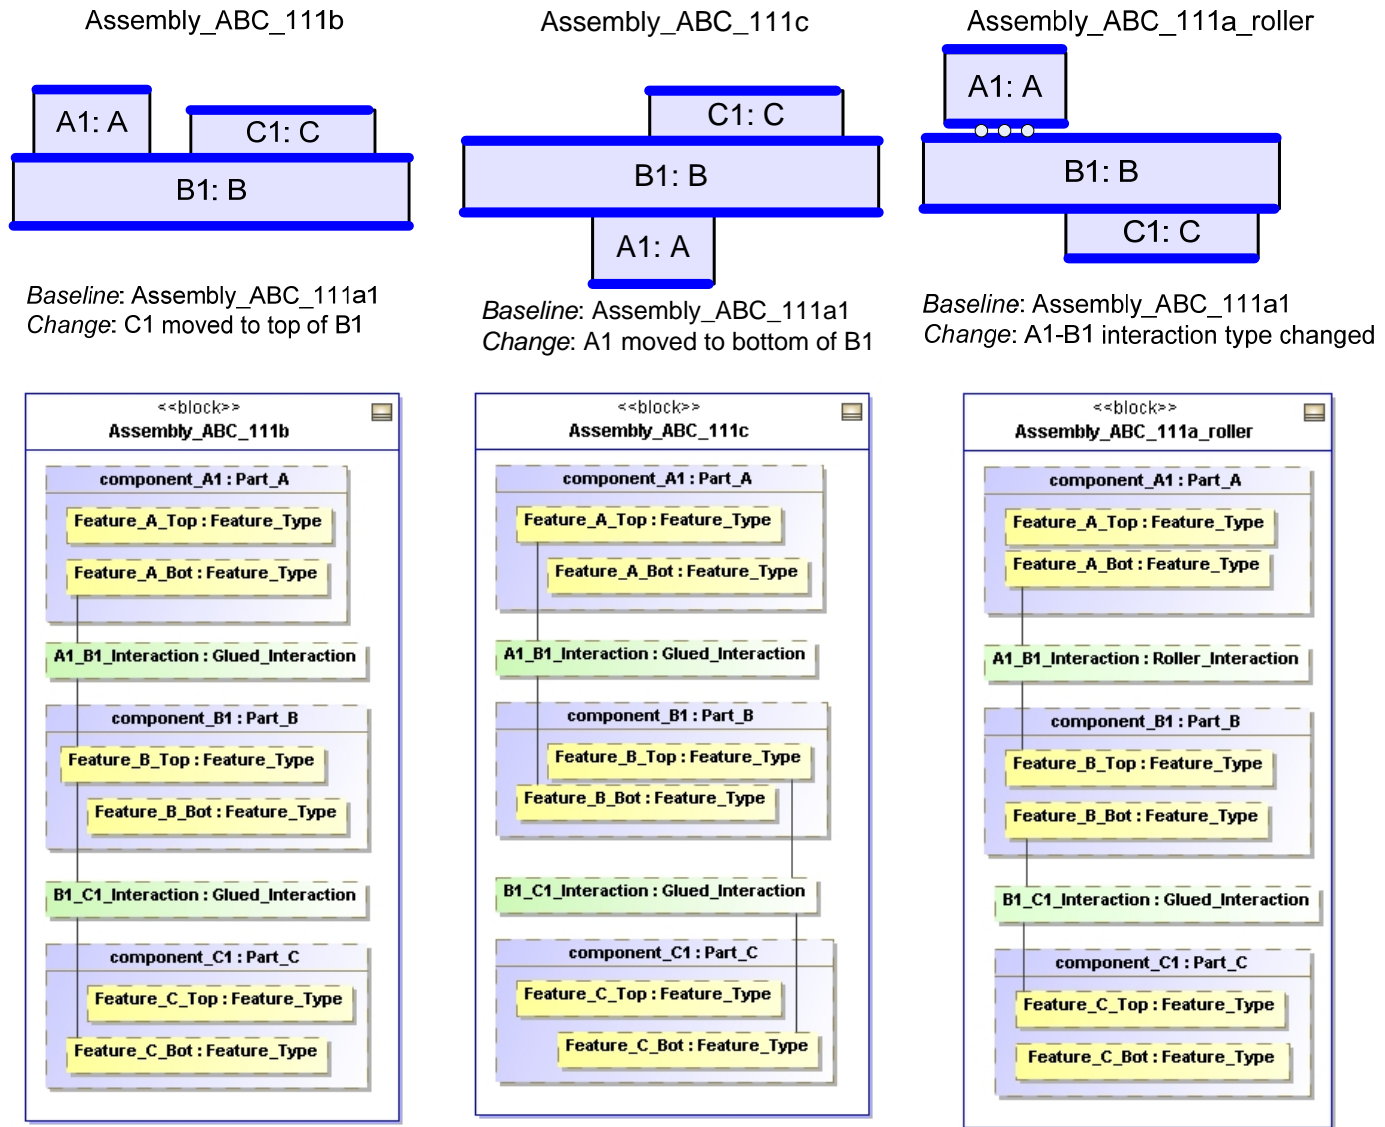 Assembly_ABC_111b
A1: A
C1: C
B1: B
Baseline: Assembly_ABC_111a1
Change: C1 moved to top of B1
Assembly_ABC_111c
C1: C
B1: B
A1: A
Baseline: Assembly_ABC_111a1
Change: A1 moved to bottom of B1
Assembly_ABC_111a_roller
A1: A
B1: B
C1: C
Baseline: Assembly_ABC_111a1
Change: A1-B1 interaction type changed
<<block>>
Assembly_ABC_111b
component_A1 : Part_A
Feature_A_Top : Feature_Type
Feature_A_Bot : Feature_Type
A1_B1_Interaction : Glued_Interaction
component_B1 : Part_B
Feature_B_Top : Feature_Type
Feature_B_Bot : Feature_Type
B1_C1_Interaction : Glued_Interaction
component_C1 : Part_C
Feature_C_Top : Feature_Type
Feature_C_Bot : Feature_Type
<<block>>
Assembly_ABC_111c
component_A1 : Part_A
Feature_A_Top : Feature_Type
Feature_A_Bot : Feature_Type
A1_B1_Interaction : Glued_Interaction
component_B1 : Part_B
Feature_B_Top : Feature_Type
Feature_B_Bot : Feature_Type
B1_C1_Interaction : Glued_Interaction
component_C1 : Part_C
Feature_C_Top : Feature_Type
Feature_C_Bot : Feature_Type
<<block>>
Assembly_ABC_111a_roller
component_A1 : Part_A
Feature_A_Top : Feature_Type
Feature_A_Bot : Feature_Type
A1_B1_Interaction : Roller_Interaction
component_B1 : Part_B
Feature_B_Top : Feature_Type
Feature_B_Bot : Feature_Type
B1_C1_Interaction : Glued_Interaction
component_C1 : Part_C
Feature_C_Top : Feature_Type
Feature_C_Bot : Feature_Type